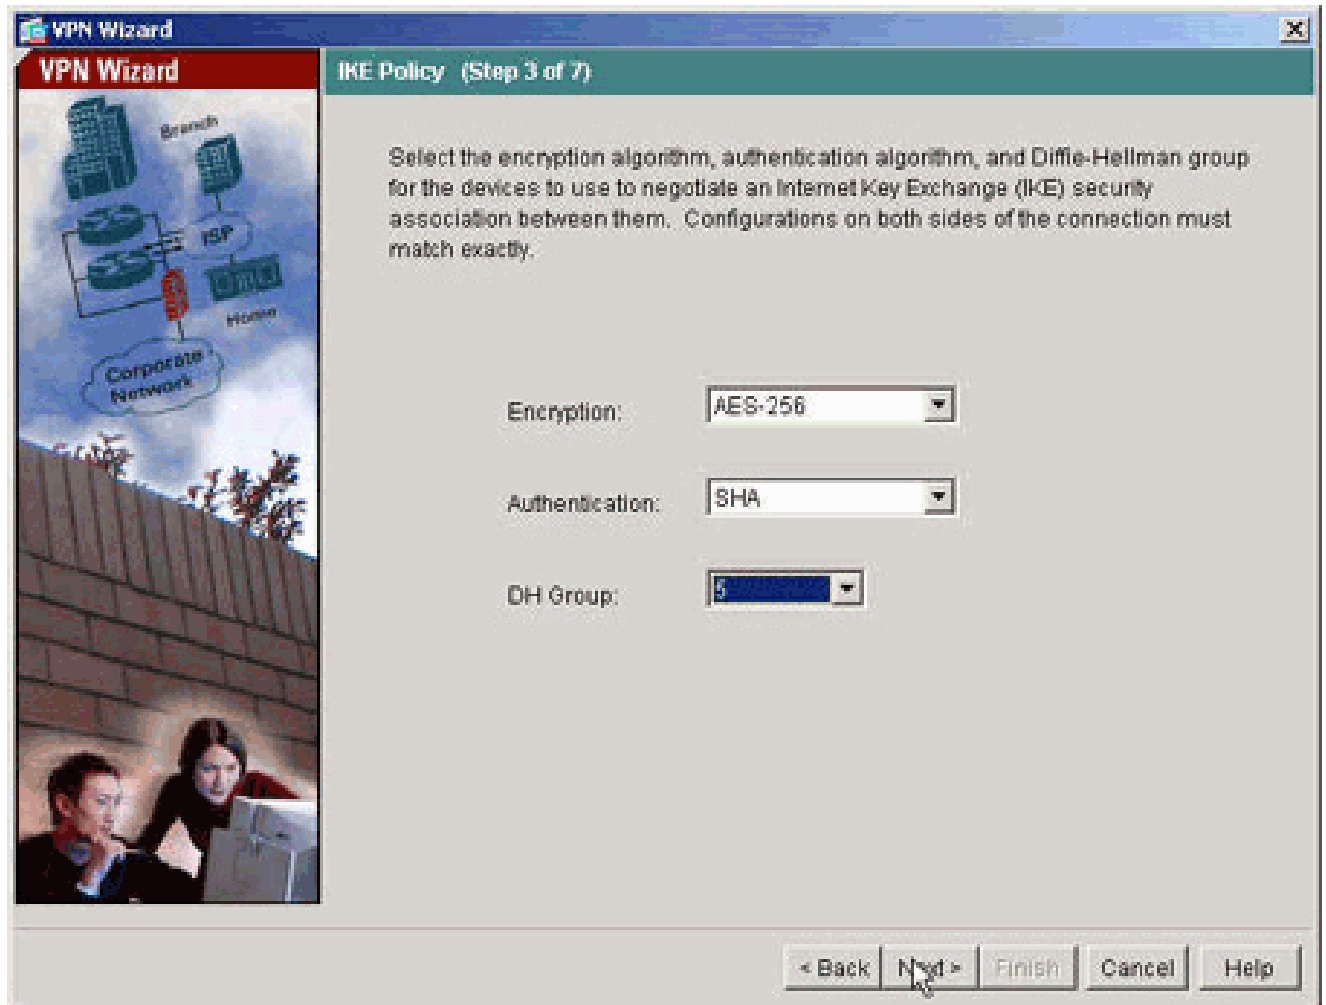 VPN Wizard
VPN Wizard
IKE Policy (Step 3 of 7)
Branch
ISP
Home
Corporate
Network
Select the encryption algorithm, authentication algorithm, and Diffie-Hellman group
for the devices to use to negotiate an Internet Key Exchange (IKE) security
association between them. Configurations on both sides of the connection must
match exactly.
Encryption:
AES-256
Authentication:
SHA
DH Group:
5
< Back
Next >
Finish
Cancel
Help